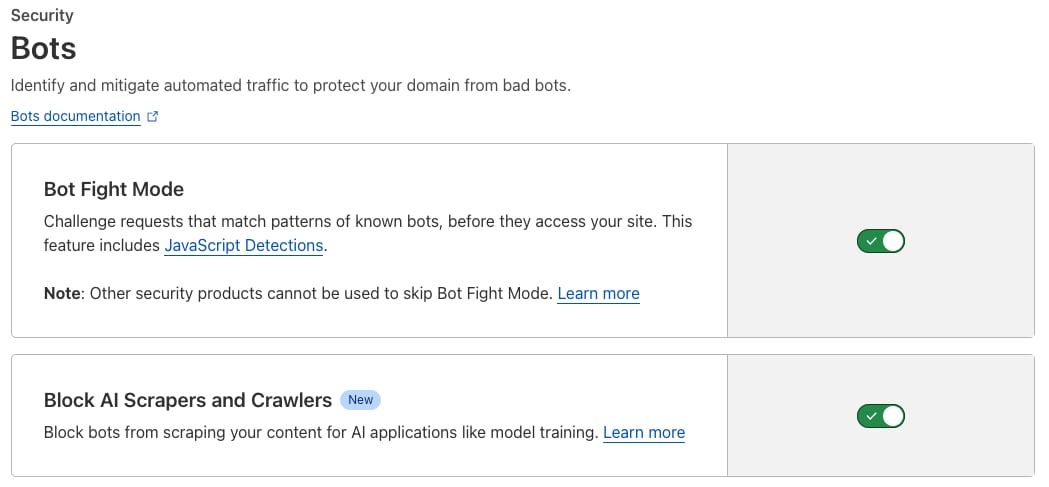 Security
Bots
Identify and mitigate automated traffic to protect your domain from bad bots.
Bots documentation
Bot Fight Mode
Challenge requests that match patterns of known bots, before they access your site. This
feature includes JavaScript Detections.
Note: Other security products cannot be used to skip Bot Fight Mode. Learn more
Block AI Scrapers and Crawlers New
Block bots from scraping your content for AI applications like model training. Learn more